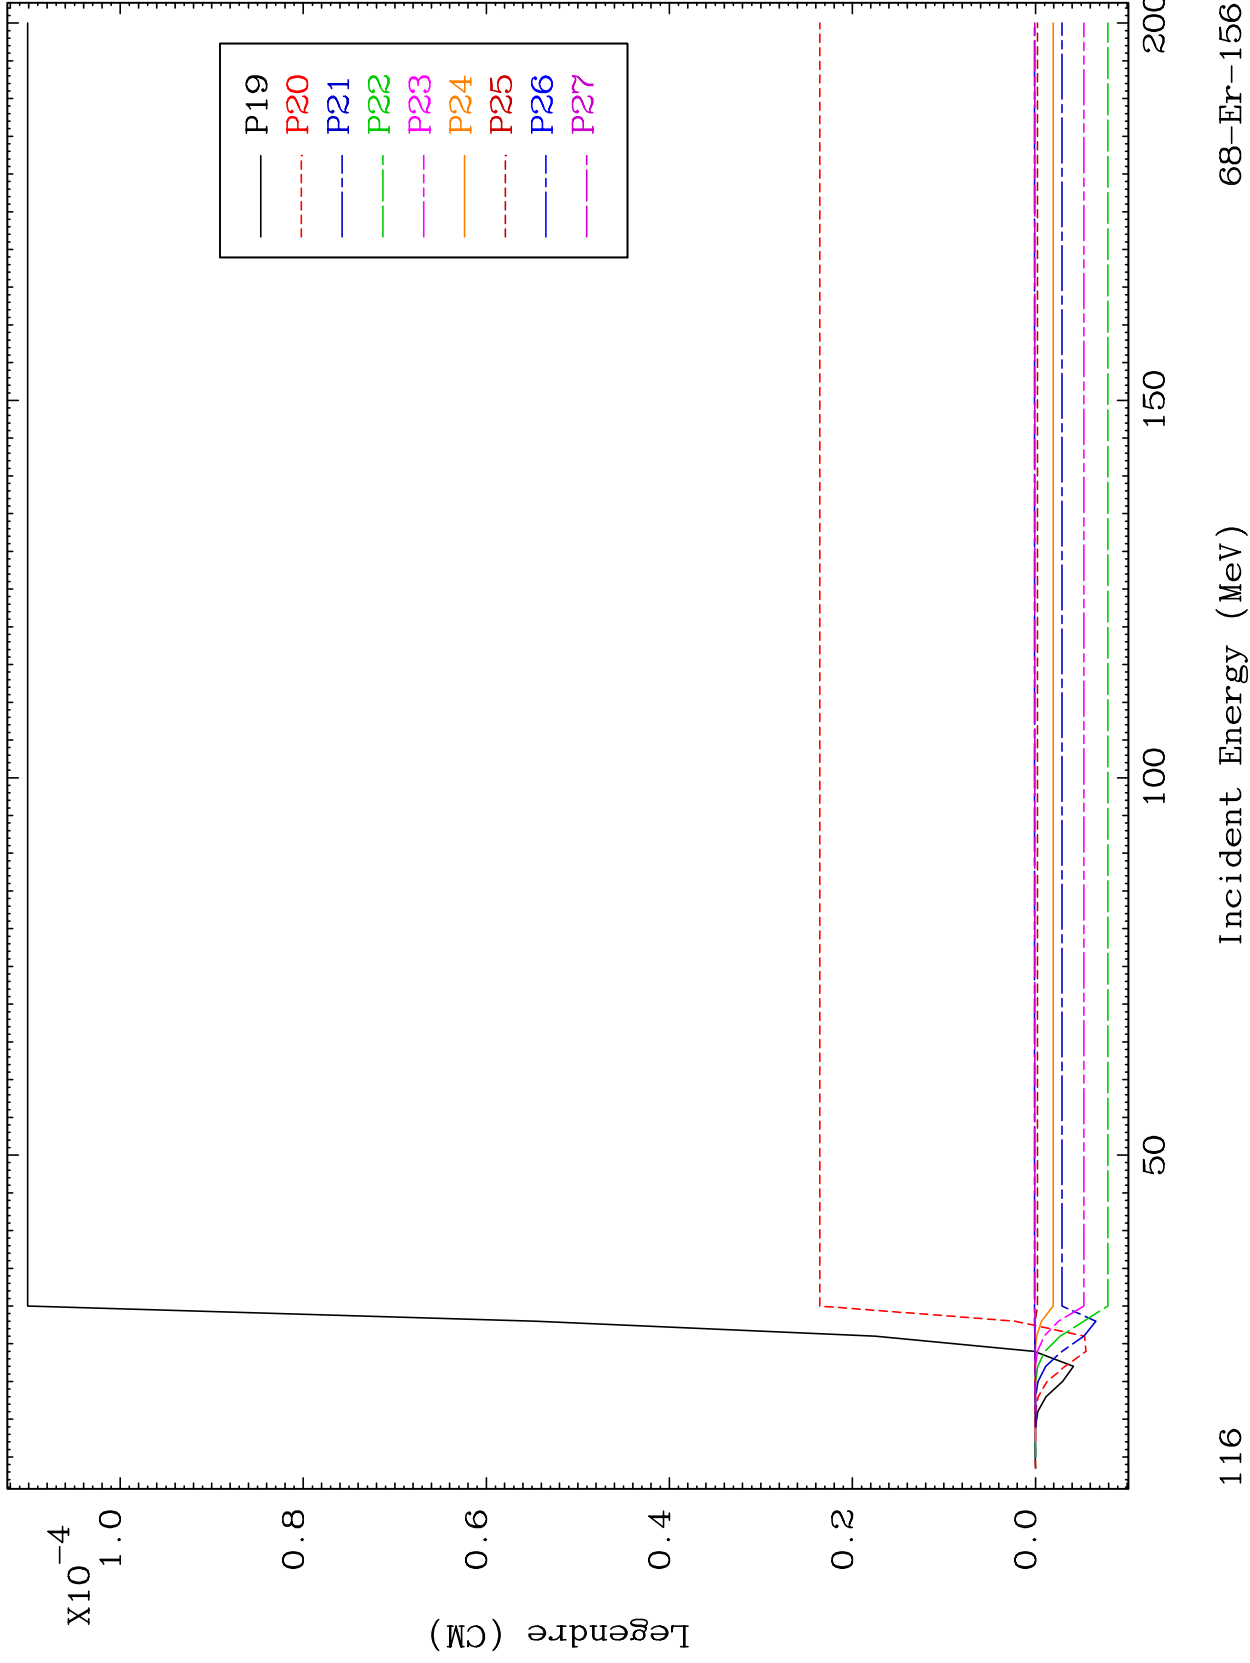 X10−4
1.0
0.8
0.6
0.4
0.2
0.0
Legendre (CM)
P19
P20
P21
P22
P23
P24
P25
P26
P27
50
100
150
200
Incident Energy (MeV)
116
68−Er−156